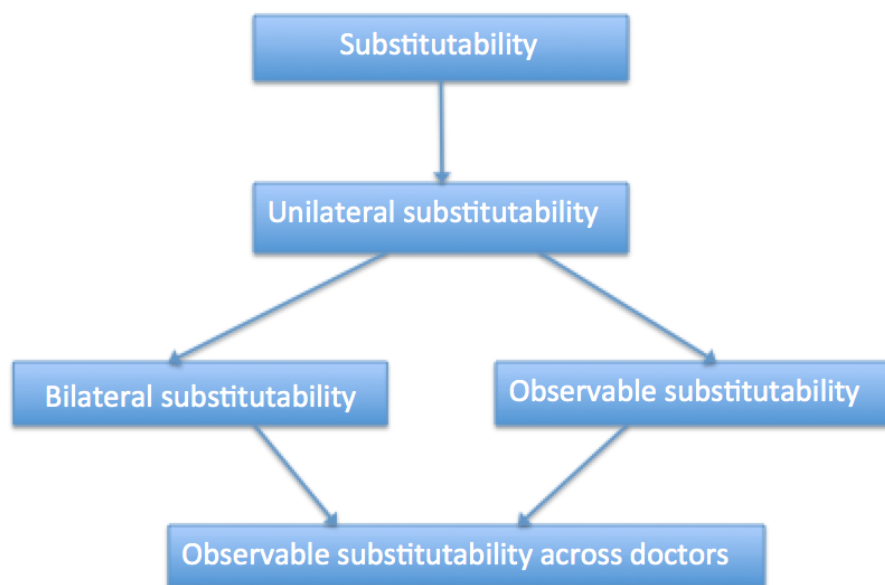 Substitutability
Unilateral substitutability
Bilateral substitutability
Observable substitutability
Observable substitutability across doctors